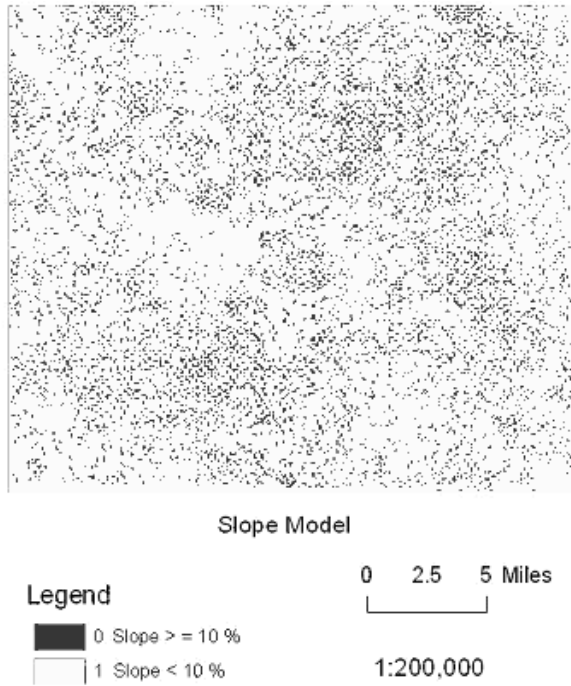 Slope Model
0 2.5 5 Miles
Legend
0 Slope > = 10 %
1 Slope < 10 %
1:200,000